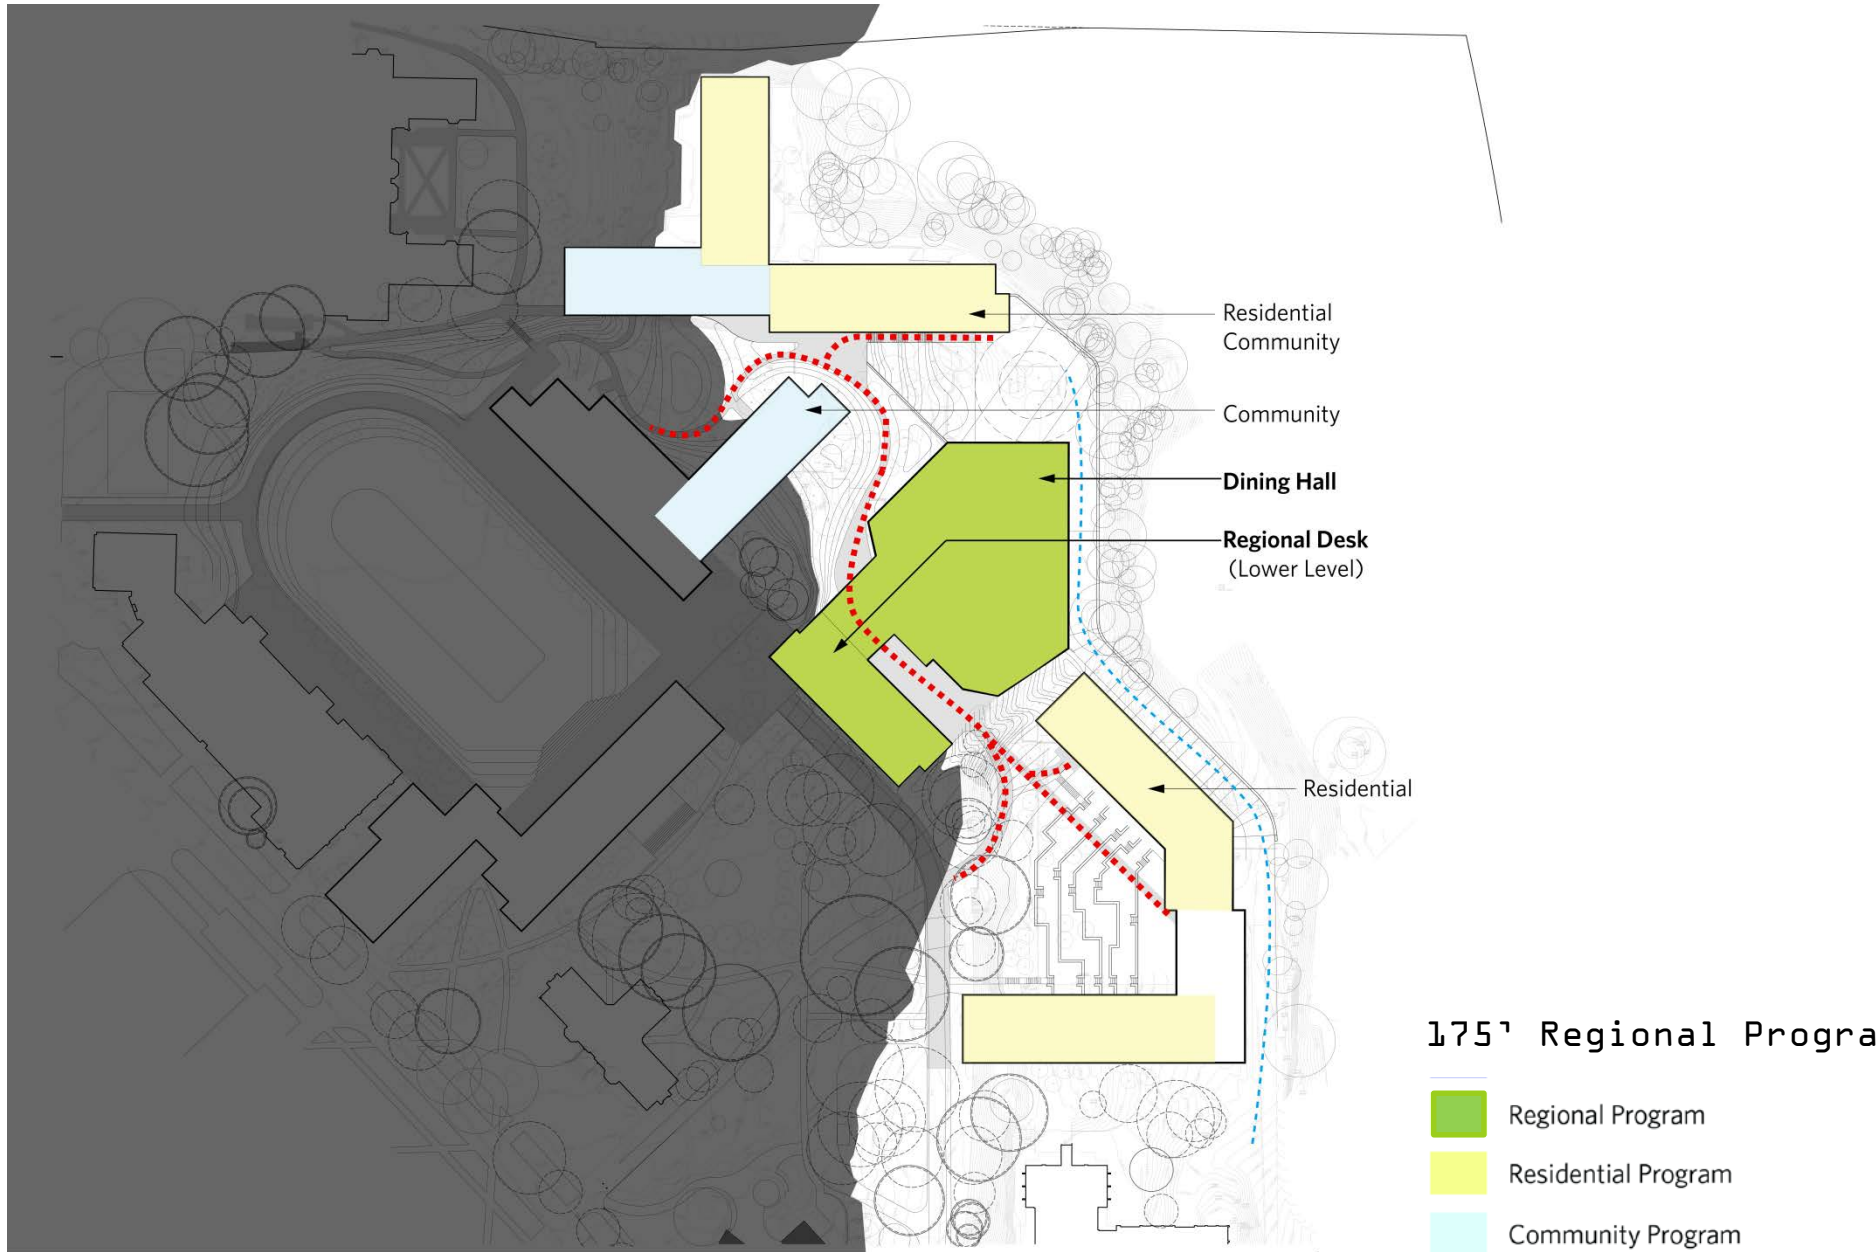 Residential
Community
Community
Dining Hall
Regional Desk
(Lower Level)
Residential
175' Regional Progra
Regional Program
Residential Program
Community Program